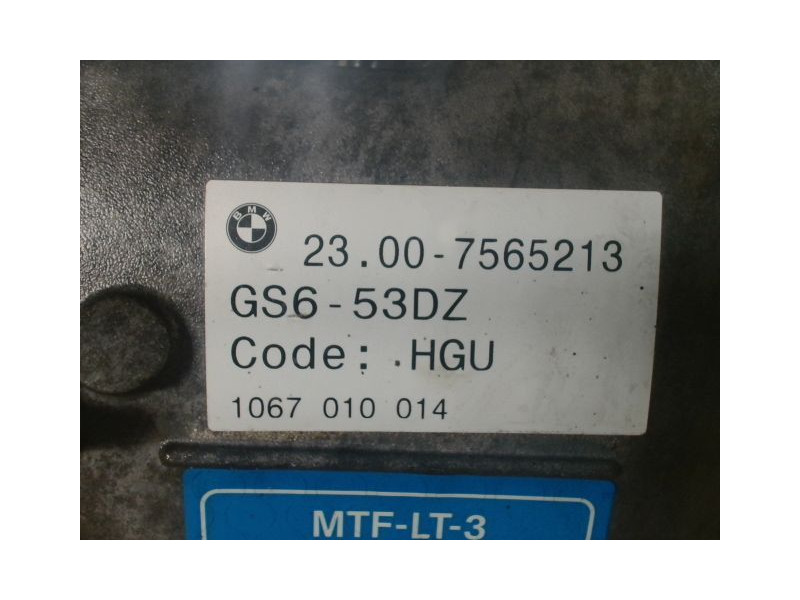 BMW
23.00-7565213
GS6-53DZ
Code: .HGU
1067 010 014
MTF-LT-3